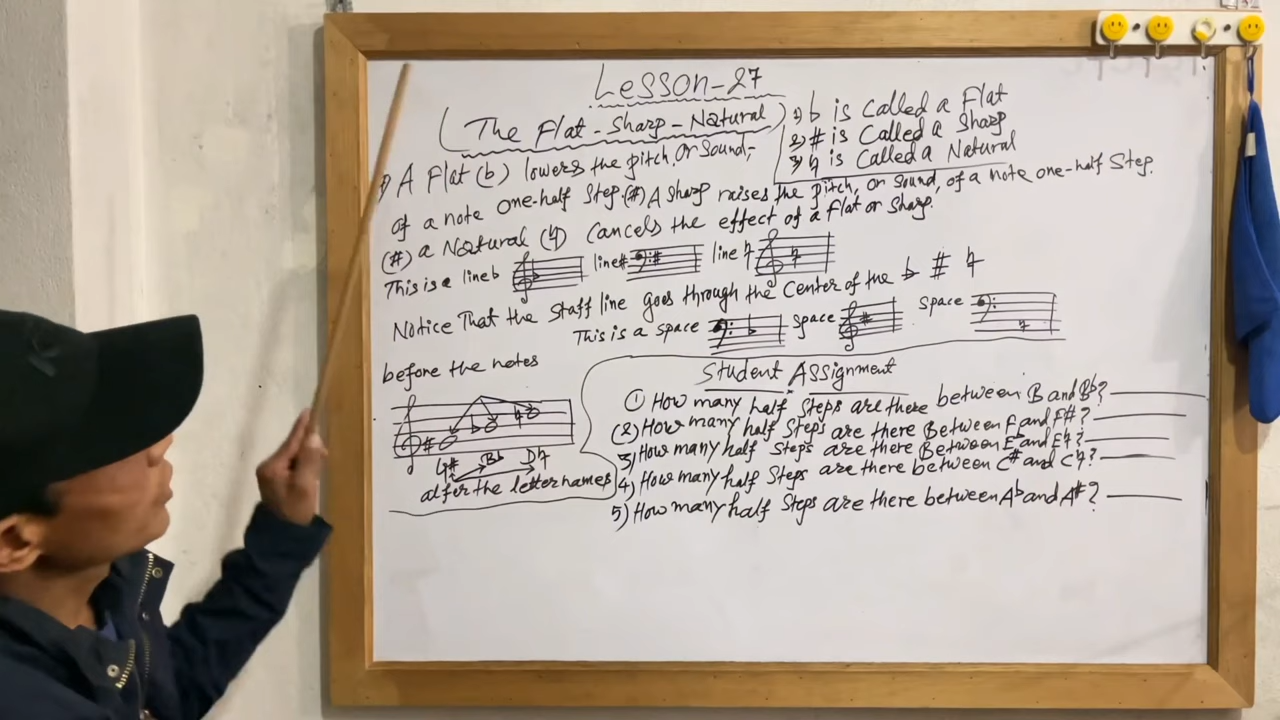 Lesson-27
(The Flat-Sharp-Natural)
1) ♭ is Called a Flat
2) # is Called a Sharp
3) ♮ is Called a Natural
A Flat (b) lowers the pitch, or sound,
of a note one-half Step. (#) A Sharp raises the pitch, or sound, of a note one-half Step.
(#) a Natural (♮) Cancels the effect of a flat or sharp.
This is a line b line# line ♮
Notice That the Staff line goes through the Center of the ♭ # ♮
This is a space Space Space
before the notes
# ♭ ♮
G# Bb D♮
atfer the letternames
Student Assignment
① How many half Steps are there between B and Bb?
(2) How many half Steps are there Between F and F#?
3) How many half Steps are there Between Eb and E♮?
4) How many half Steps are there between C# and C♮?
5) How many half Steps are there between Ab and A#?